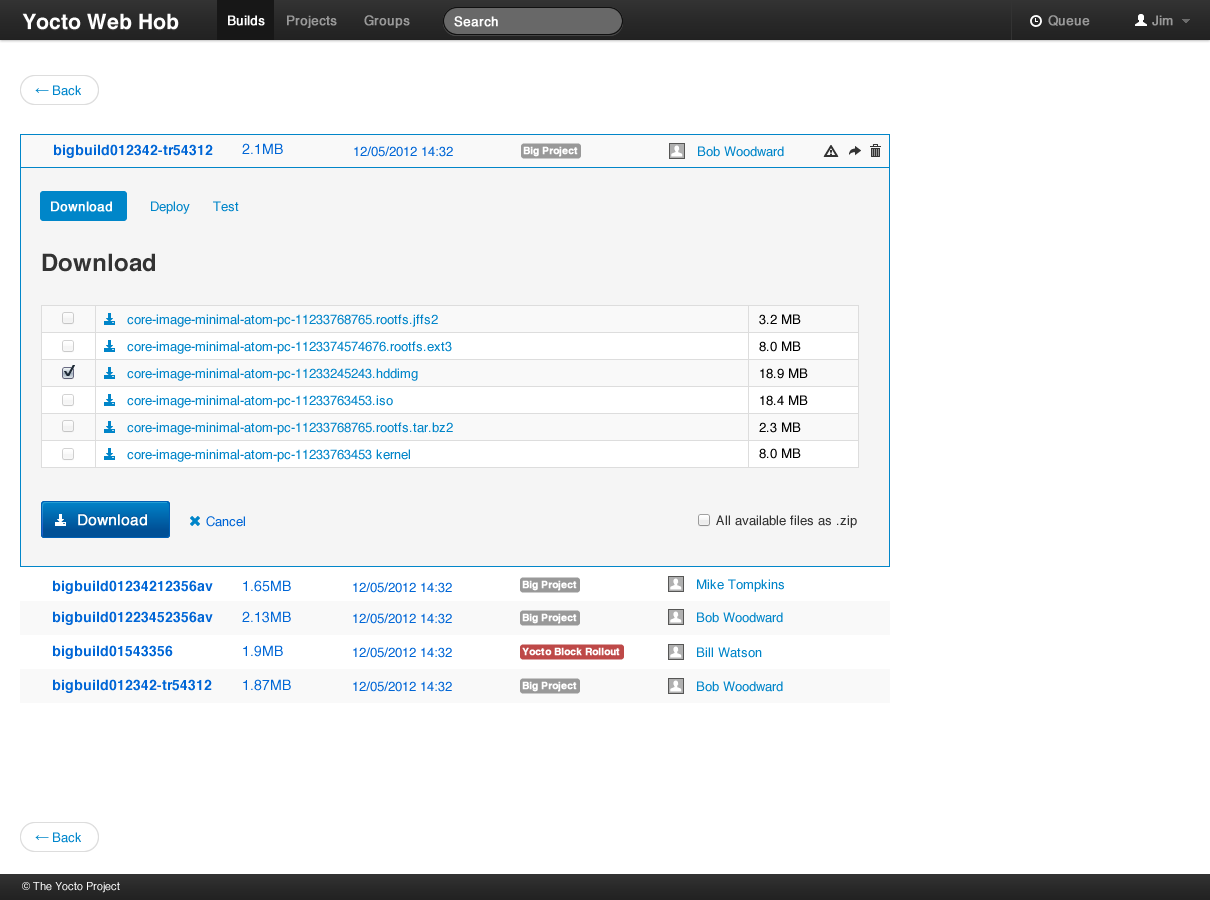 Yocto Web Hob Builds Projects Groups Search Queue Jim
← Back
bigbuild012342-tr54312 2.1MB 12/05/2012 14:32 Big Project Bob Woodward
Download Deploy Test
Download
core-image-minimal-atom-pc-11233768765.rootfs.jffs2 3.2 MB
core-image-minimal-atom-pc-1123374574676.rootfs.ext3 8.0 MB
core-image-minimal-atom-pc-11233245243.hddimg 18.9 MB
core-image-minimal-atom-pc-11233763453.iso 18.4 MB
core-image-minimal-atom-pc-11233768765.rootfs.tar.bz2 2.3 MB
core-image-minimal-atom-pc-11233763453 kernel 8.0 MB
Download Cancel All available files as .zip
bigbuild01234212356av 1.65MB 12/05/2012 14:32 Big Project Mike Tompkins
bigbuild01223452356av 2.13MB 12/05/2012 14:32 Big Project Bob Woodward
bigbuild01543356 1.9MB 12/05/2012 14:32 Yocto Block Rollout Bill Watson
bigbuild012342-tr54312 1.87MB 12/05/2012 14:32 Big Project Bob Woodward
← Back
© The Yocto Project